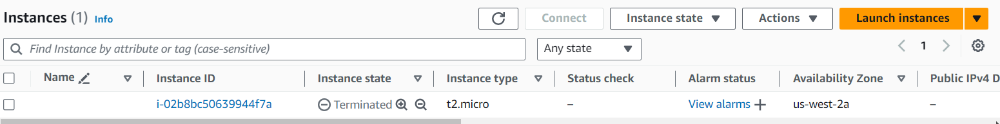 Instances (1) Info Connect Instance state Actions Launch instances
Find Instance by attribute or tag (case-sensitive) Any state 1
Name Instance ID Instance state Instance type Status check Alarm status Availability Zone Public IPv4 D
i-02b8bc50639944f7a Terminated t2.micro – View alarms us-west-2a –